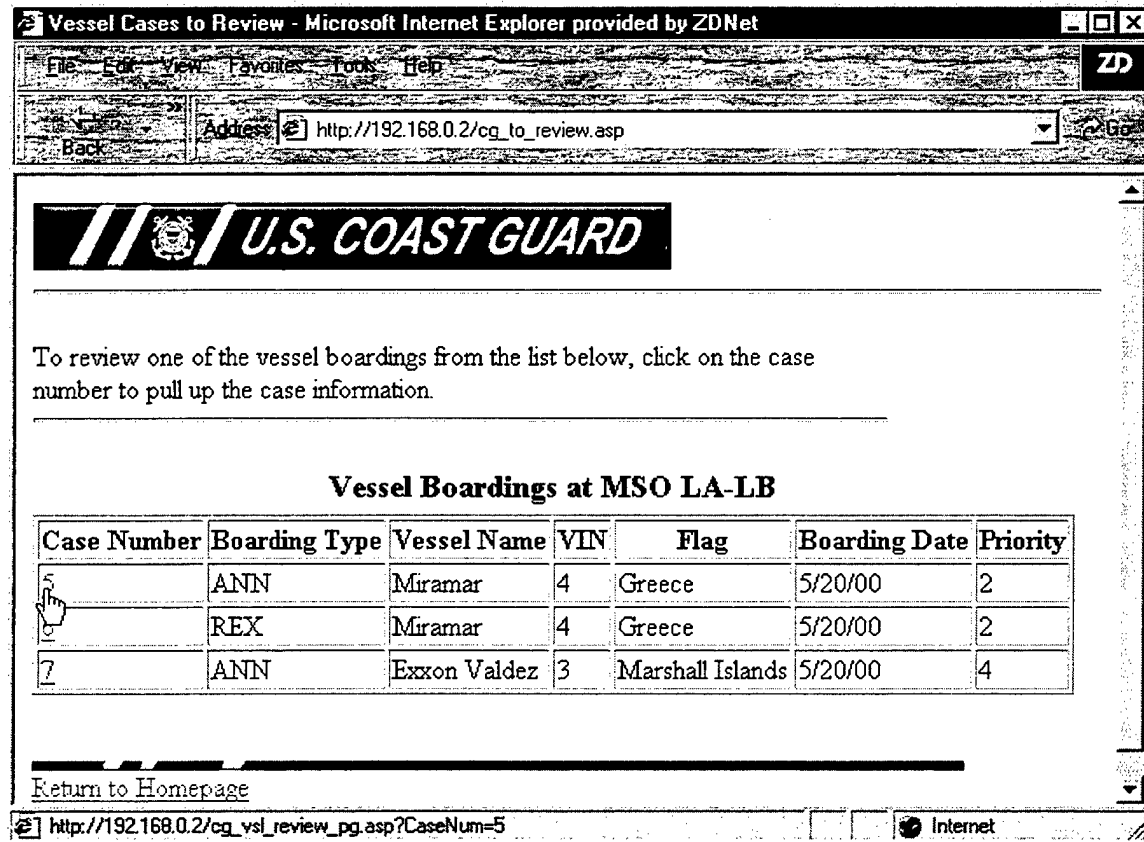 Vessel Cases to Review - Microsoft Internet Explorer provided by ZDNet
File Edit View Favorites Tools Help
ZD
Back
Address http://192.168.0.2/cg_to_review.asp Go
U.S. COAST GUARD
To review one of the vessel boardings from the list below, click on the case
number to pull up the case information.
Vessel Boardings at MSO LA-LB
Case Number Boarding Type Vessel Name VIN Flag Boarding Date Priority
5 ANN Miramar 4 Greece 5/20/00 2
REX Miramar 4 Greece 5/20/00 2
7 ANN Exxon Valdez 3 Marshall Islands 5/20/00 4
Return to Homepage
http://192.168.0.2/cg_vsl_review_pg.asp?CaseNum=5 Internet